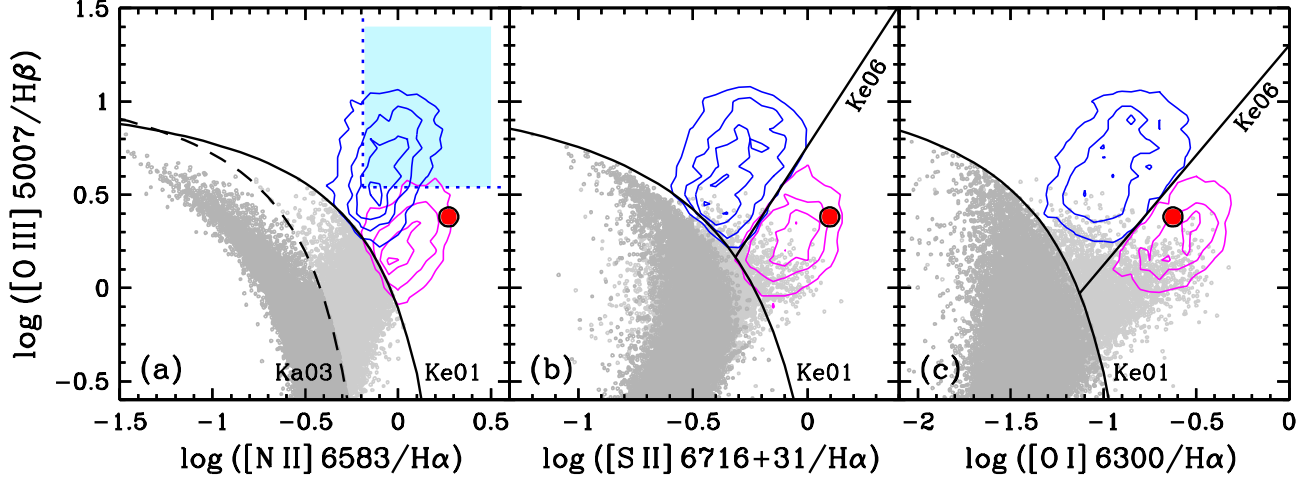 log ([O III] 5007/Hβ)
1.5
1
0.5
0
−0.5
Ke06
Ke06
(a)
Ka03
Ke01
(b)
Ke01
(c)
Ke01
−1.5
−1
−0.5
0
0.5
−1
−0.5
0
−2
−1.5
−1
−0.5
0
log ([N II] 6583/Hα)
log ([S II] 6716+31/Hα)
log ([O I] 6300/Hα)